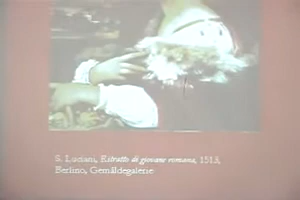 S. Luciani, Ritratto di giovane romana, 1513,
Berlino, Gemäldegalerie